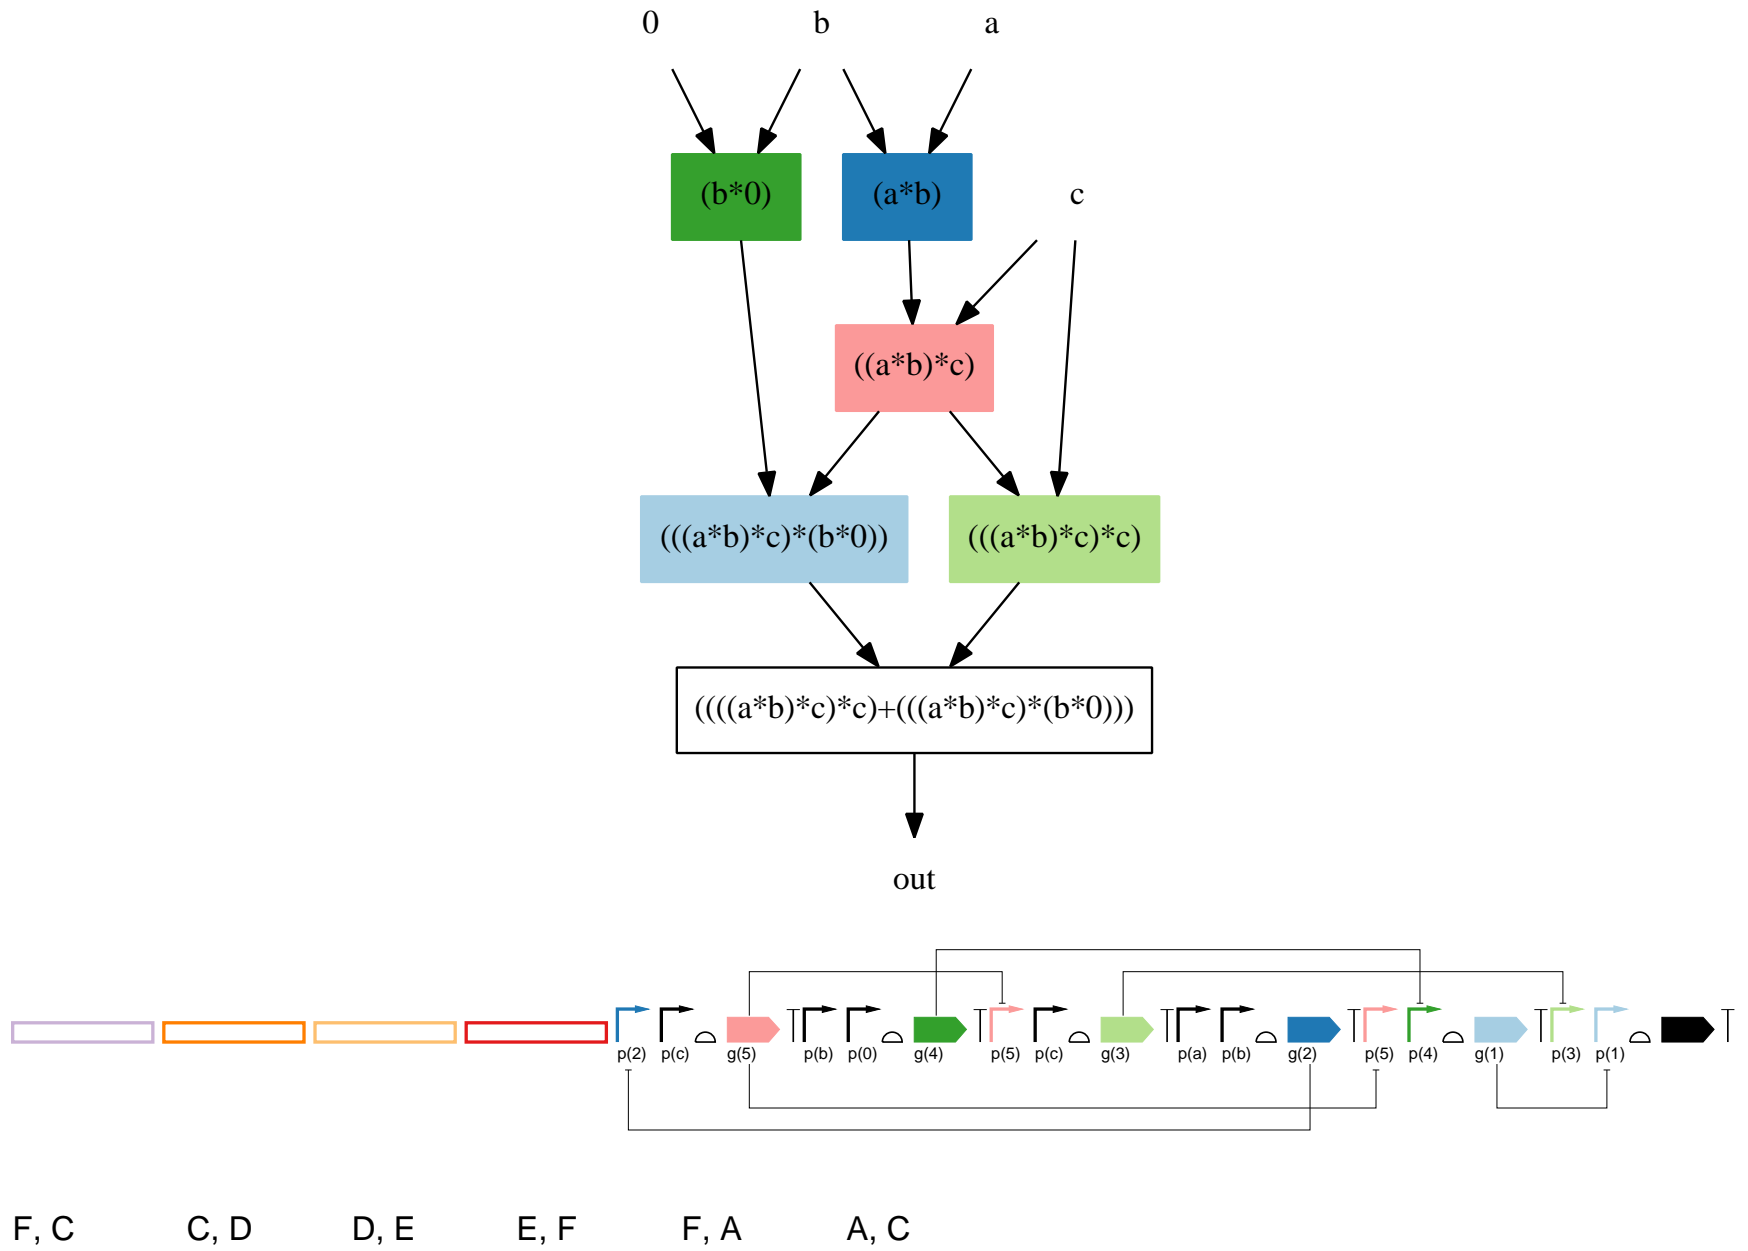 0 b a
(b*0) (a*b) c
((a*b)*c)
(((a*b)*c)*(b*0)) (((a*b)*c)*c)
((((a*b)*c)*c)+(((a*b)*c)*(b*0)))
out
p(2) p(c) g(5) p(b) p(0) g(4) p(5) p(c) g(3) p(a) p(b) g(2) p(5) p(4) g(1) p(3) p(1)
F, C C, D D, E E, F F, A A, C